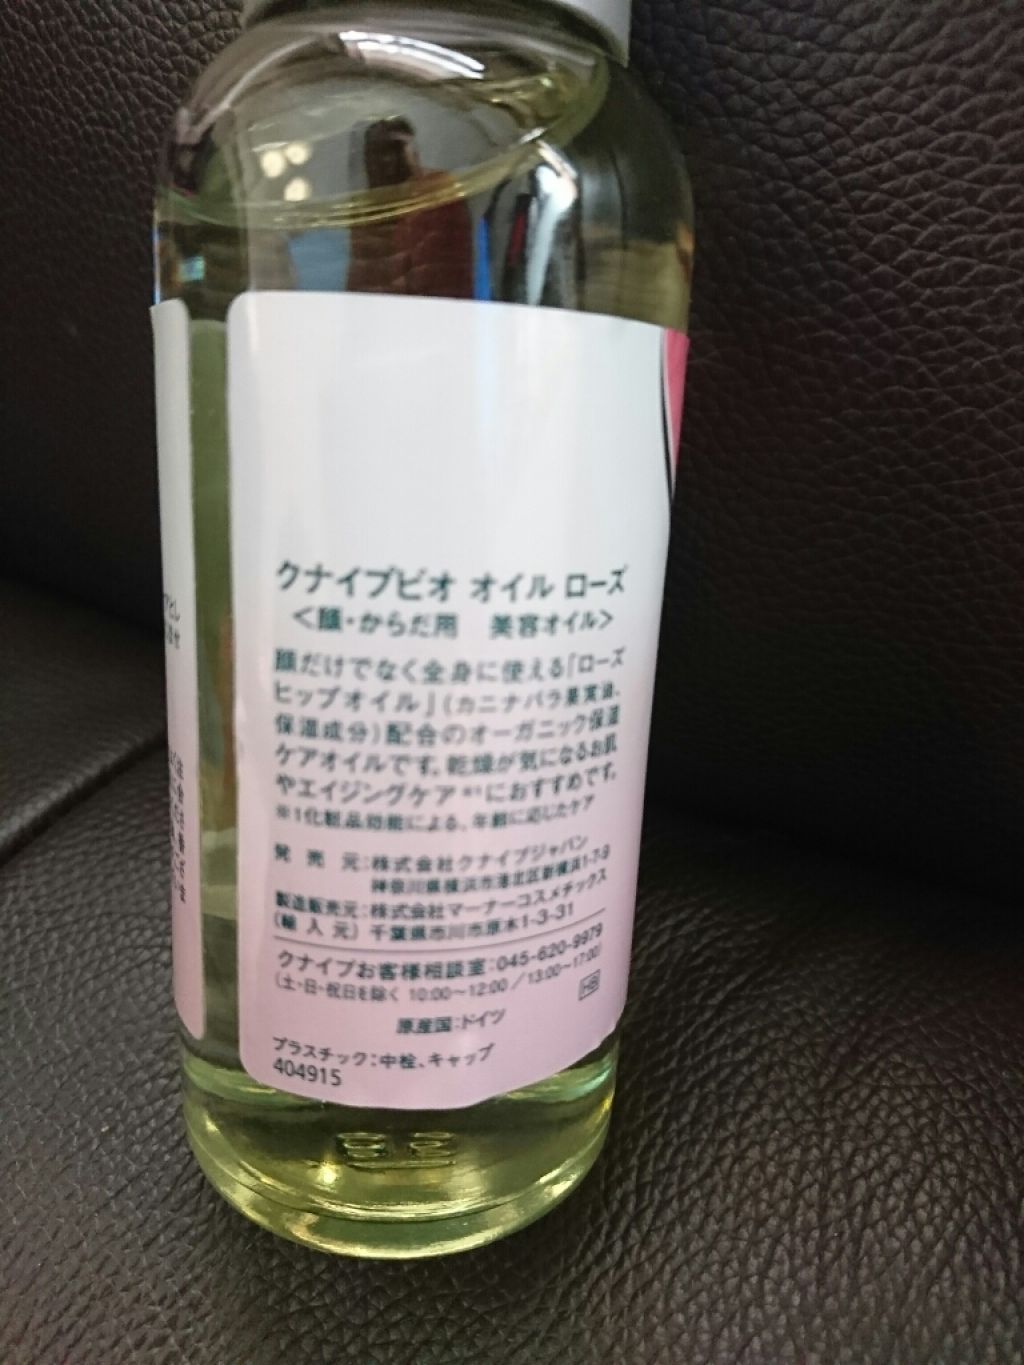 クナイプビオ オイル ローズ
<顔・からだ用 美容オイル>
顔だけでなく全身に使える「ローズ
ヒップオイル」(カニナバラ果実油、
保湿成分)配合のオーガニック保湿
ケアオイルです。乾燥が気になるお肌
やエイジングケア※1におすすめです。
※1化粧品効能による、年齢に応じたケア
発売元:株式会社クナイプジャパン
神奈川県横浜市港北区新横浜1-7-9
製造販売元:株式会社マーナーコスメチックス
(輸入元) 千葉県市川市原木1-3-31
クナイプお客様相談室:045-620-9979
(土・日・祝日を除く 10:00〜12:00/13:00〜17:00)
HB
原産国:ドイツ
プラスチック:中栓、キャップ
404915